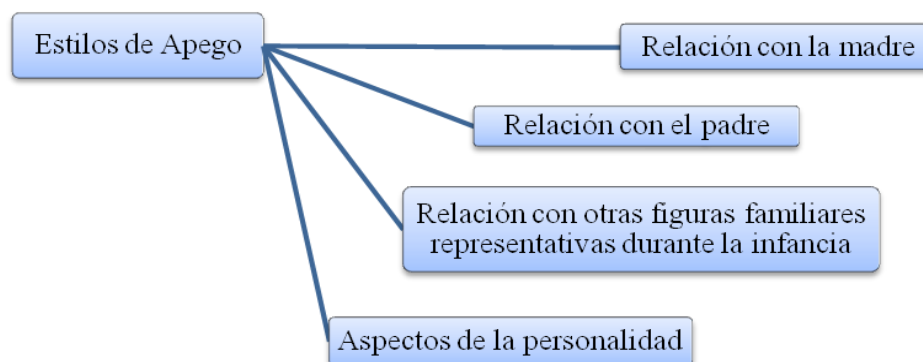 Estilos de Apego
Relación con la madre
Relación con el padre
Relación con otras figuras familiares
representativas durante la infancia
Aspectos de la personalidad